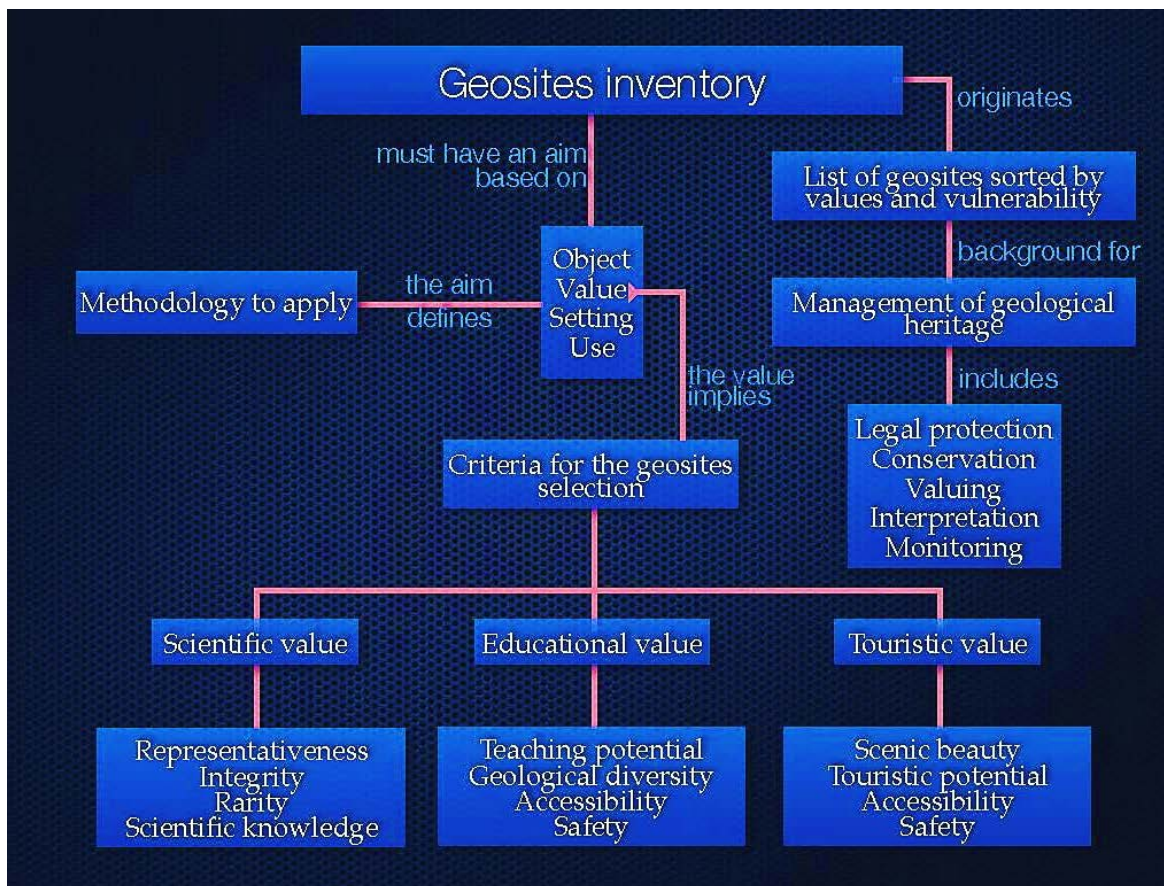 Geosites inventory
originates
must have an aim
based on
List of geosites sorted by
values and vulnerability
background for
Object
Value
Setting
Use
the aim
defines
Methodology to apply
Management of geological
heritage
includes
the value
implies
Legal protection
Conservation
Valuing
Interpretation
Monitoring
Criteria for the geosites
selection
Scientific value
Educational value
Touristic value
Representativeness
Integrity
Rarity
Scientific knowledge
Teaching potential
Geological diversity
Accessibility
Safety
Scenic beauty
Touristic potential
Accessibility
Safety